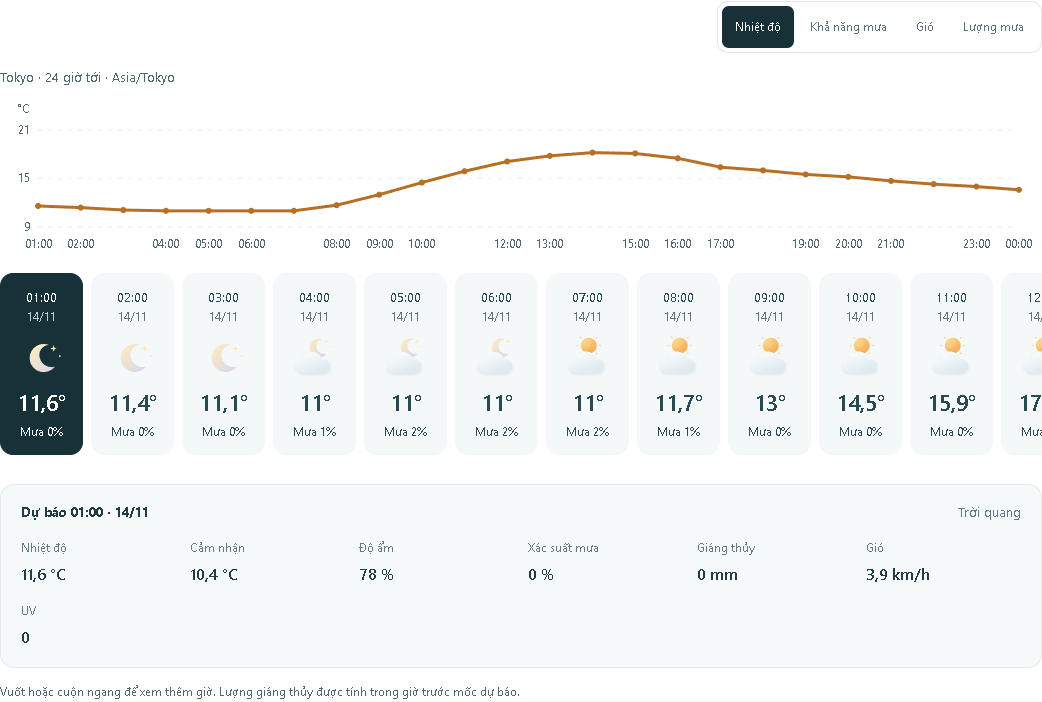 Nhiệt độ Khả năng mưa Gió Lượng mưa
Tokyo · 24 giờ tới · Asia/Tokyo
°C
21
15
9
01:00 02:00 04:00 05:00 06:00 08:00 09:00 10:00 12:00 13:00 15:00 16:00 17:00 19:00 20:00 21:00 23:00 00:00
01:00 02:00 03:00 04:00 05:00 06:00 07:00 08:00 09:00 10:00 11:00 12
14/11 14/11 14/11 14/11 14/11 14/11 14/11 14/11 14/11 14/11 14/11 14/
11,6° 11,4° 11,1° 11° 11° 11° 11° 11,7° 13° 14,5° 15,9° 17
Mưa 0% Mưa 0% Mưa 0% Mưa 1% Mưa 2% Mưa 2% Mưa 2% Mưa 1% Mưa 0% Mưa 0% Mưa 0% Mưa
Dự báo 01:00 · 14/11 Trời quang
Nhiệt độ Cảm nhận Độ ẩm Xác suất mưa Giáng thủy Gió
11,6 °C 10,4 °C 78 % 0 % 0 mm 3,9 km/h
UV
0
Vuốt hoặc cuộn ngang để xem thêm giờ. Lượng giáng thủy được tính trong giờ trước mốc dự báo.